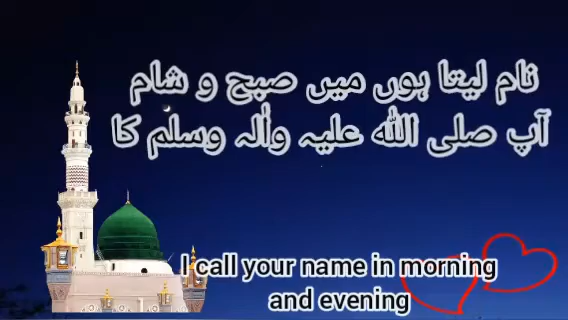 نام لیتا ہوں میں صبح و شام
آپ صلی اللہ علیہ وأله وسلم کا
I call your name in morning
and evening